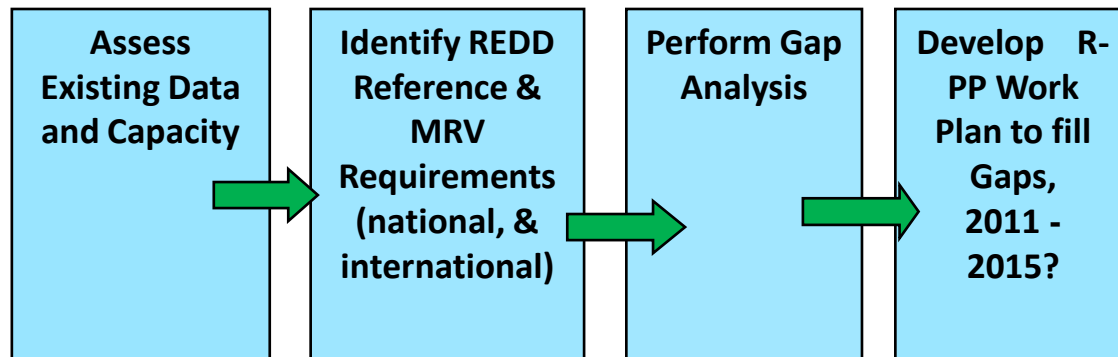 Assess
Existing Data
and Capacity
Identify REDD
Reference &
MRV
Requirements
(national, &
international)
Perform Gap
Analysis
Develop R-
PP Work
Plan to fill
Gaps,
2011 -
2015?